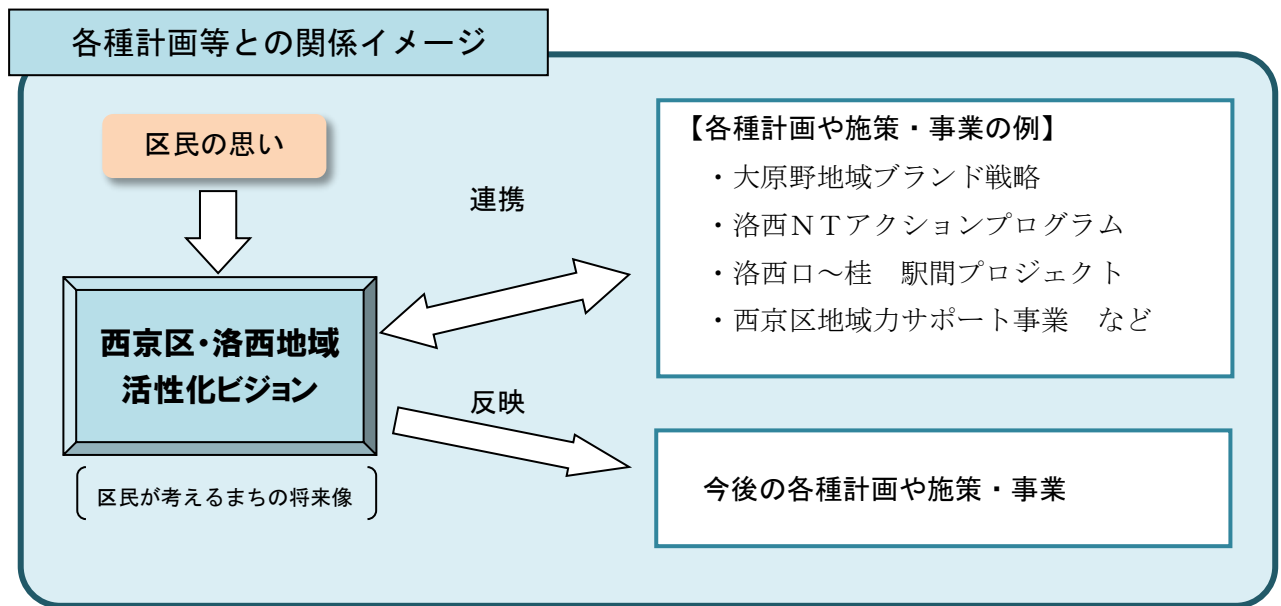 各種計画等との関係イメージ
区民の思い
西京区・洛西地域
活性化ビジョン
区民が考えるまちの将来像
連携
【各種計画や施策・事業の例】
・大原野地域ブランド戦略
・洛西ＮＴアクションプログラム
・洛西口～桂　駅間プロジェクト
・西京区地域力サポート事業　など
反映
今後の各種計画や施策・事業